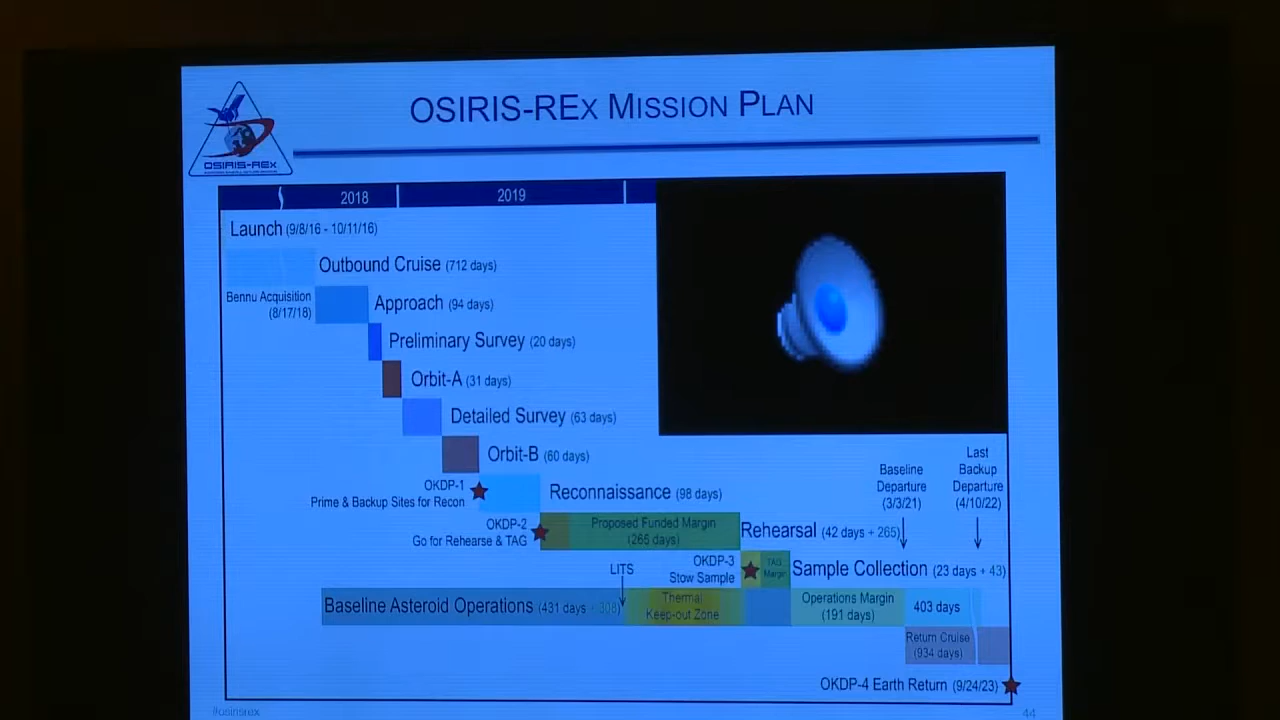 OSIRIS-REX MISSION PLAN
OSIRIS-REX
2018
2019
Launch (9/8/16 - 10/11/16)
Outbound Cruise (712 days)
Bennu Acquisition
(8/17/18)
Approach (94 days)
Preliminary Survey (20 days)
Orbit-A (31 days)
Detailed Survey (63 days)
Orbit-B (60 days)
OKDP-1
Prime & Backup Sites for Recon
Reconnaissance (98 days)
Baseline
Departure
(3/3/21)
Last
Backup
Departure
(4/10/22)
OKDP-2
Go for Rehearse & TAG
Proposed Funded Margin
(265 days)
Rehearsal (42 days + 265)
OKDP-3
Stow Sample
TAG
Margin
Sample Collection (23 days + 43)
LITS
Baseline Asteroid Operations (431 days + 308)
Thermal
Keep-out Zone
Operations Margin
(191 days)
403 days
Return Cruise
(934 days)
OKDP-4 Earth Return (9/24/23)
#osirisrex
44